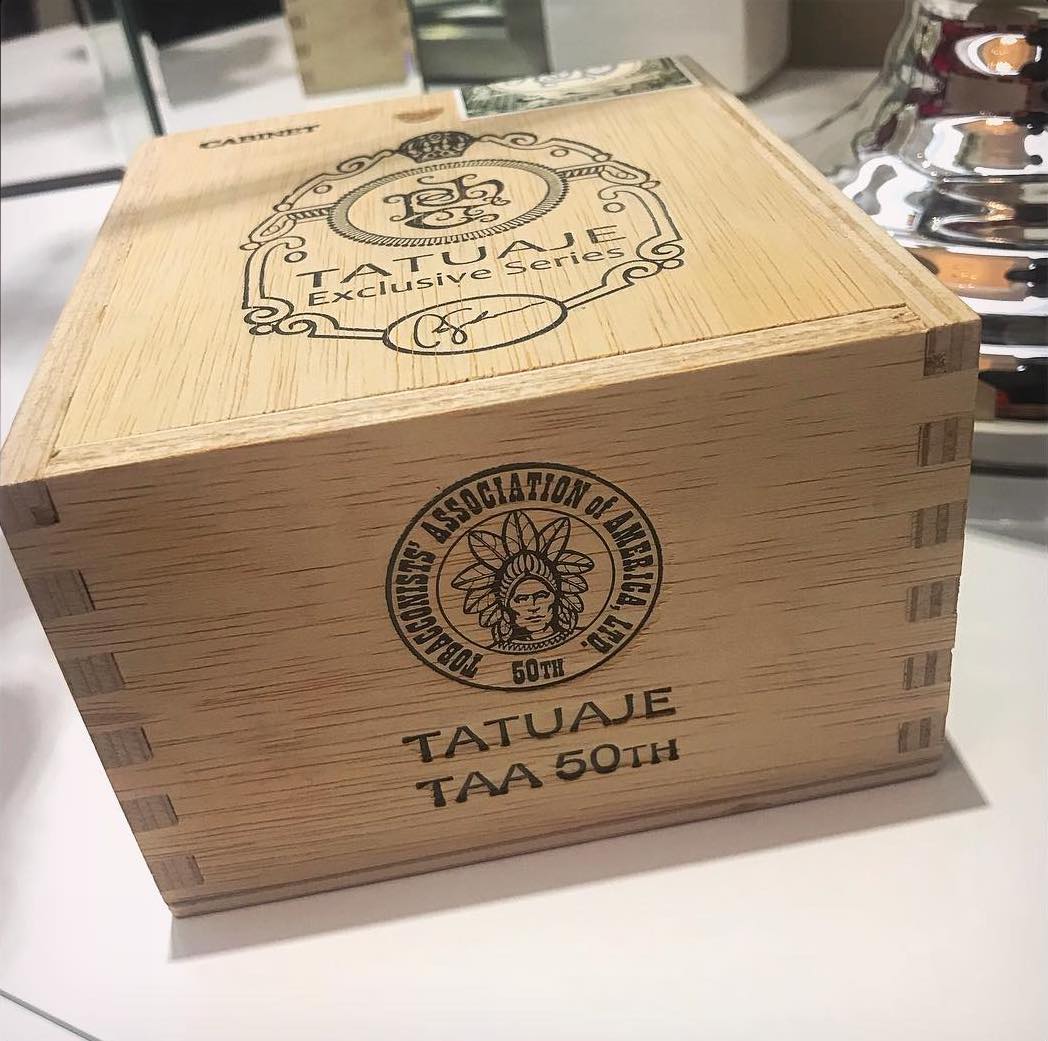 CABINET
TATUAJE
Exclusive Series
TOBACCONISTS' ASSOCIATION of AMERICA, LTD.
50TH
TATUAJE
TAA 50TH